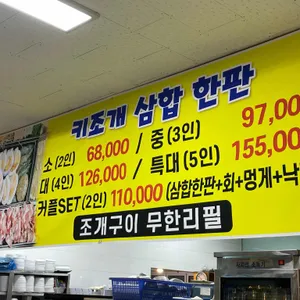 키조개 삼합 한판
소(2인) 68,000 / 중(3인) 97,00
대(4인) 126,000 / 특대(5인) 155,00
커플SET(2인) 110,000 (삼합한판+회+멍게+낙
조개구이 무한리필